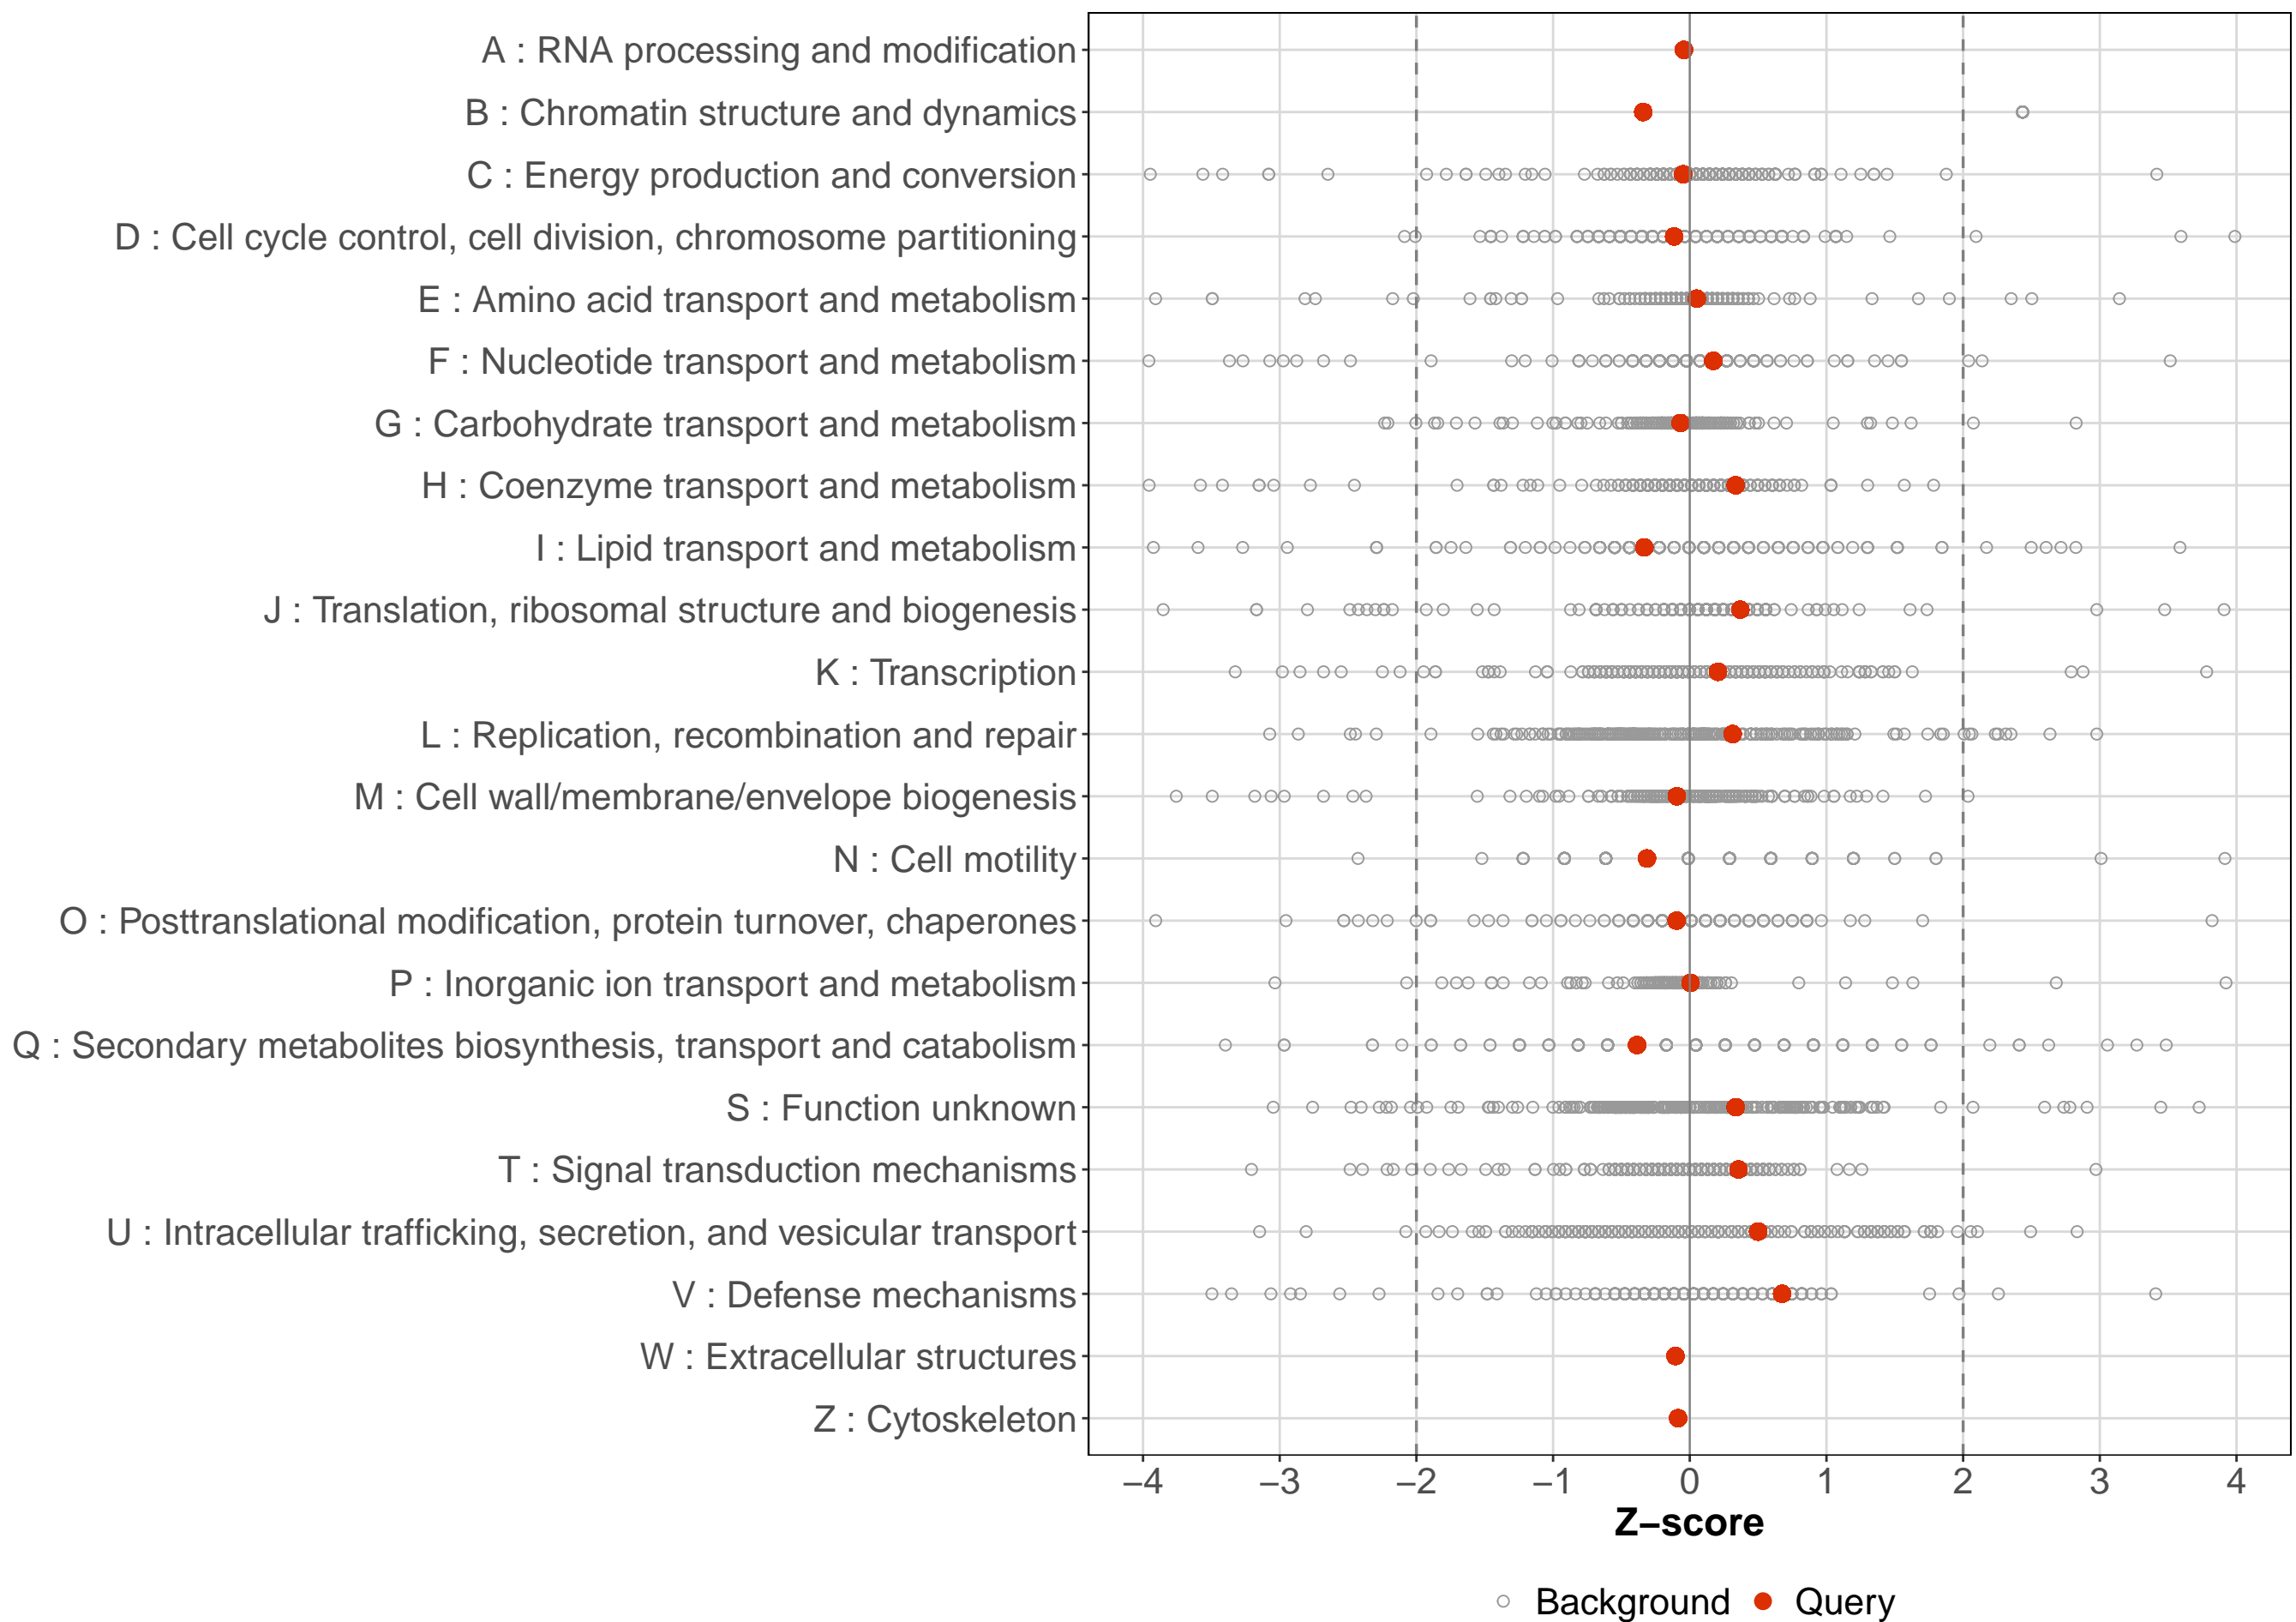 A : RNA processing and modification
B : Chromatin structure and dynamics
C : Energy production and conversion
D : Cell cycle control, cell division, chromosome partitioning
E : Amino acid transport and metabolism
F : Nucleotide transport and metabolism
G : Carbohydrate transport and metabolism
H : Coenzyme transport and metabolism
I : Lipid transport and metabolism
J : Translation, ribosomal structure and biogenesis
K : Transcription
L : Replication, recombination and repair
M : Cell wall/membrane/envelope biogenesis
N : Cell motility
O : Posttranslational modification, protein turnover, chaperones
P : Inorganic ion transport and metabolism
Q : Secondary metabolites biosynthesis, transport and catabolism
S : Function unknown
T : Signal transduction mechanisms
U : Intracellular trafficking, secretion, and vesicular transport
V : Defense mechanisms
W : Extracellular structures
Z : Cytoskeleton
−4 −3 −2 −1 0 1 2 3 4
Z−score
Background Query